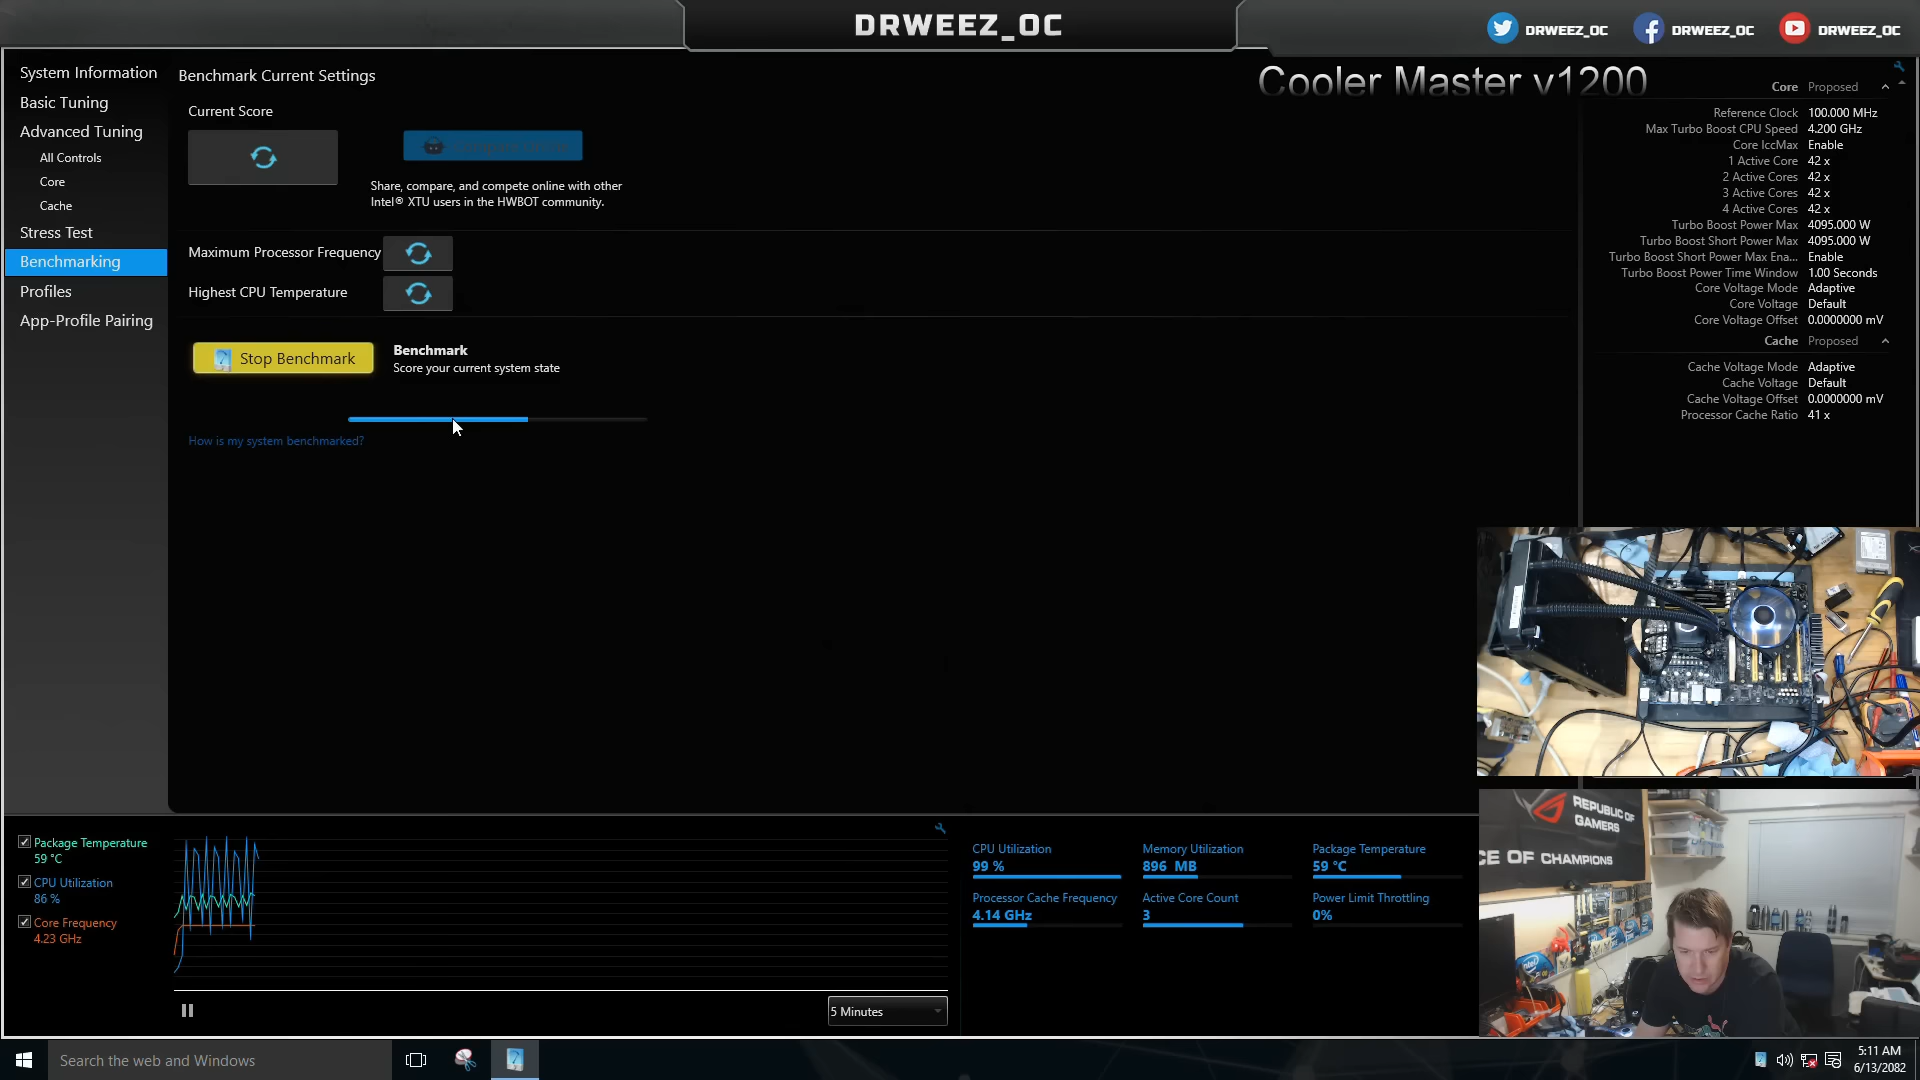 DRWEEZ_OC
DRWEEZ_OC
DRWEEZ_OC
DRWEEZ_OC
System Information
Basic Tuning
Advanced Tuning
All Controls
Core
Cache
Stress Test
Benchmarking
Profiles
App-Profile Pairing
Benchmark Current Settings
Current Score
Share, compare, and compete online with other
Intel® XTU users in the HWBOT community.
Maximum Processor Frequency
Highest CPU Temperature
Stop Benchmark
Benchmark
Score your current system state
How is my system benchmarked?
Cooler Master v1200
Core Proposed
Reference Clock 100.000 MHz
Max Turbo Boost CPU Speed 4.200 GHz
Core IccMax Enable
1 Active Core 42 x
2 Active Cores 42 x
3 Active Cores 42 x
4 Active Cores 42 x
Turbo Boost Power Max 4095.000 W
Turbo Boost Short Power Max 4095.000 W
Turbo Boost Short Power Max Ena... Enable
Turbo Boost Power Time Window 1.00 Seconds
Core Voltage Mode Adaptive
Core Voltage Default
Core Voltage Offset 0.0000000 mV
Cache Proposed
Cache Voltage Mode Adaptive
Cache Voltage Default
Cache Voltage Offset 0.0000000 mV
Processor Cache Ratio 41 x
REPUBLIC OF
GAMERS
CE OF CHAMPIONS
Package Temperature
59 °C
CPU Utilization
86 %
Core Frequency
4.23 GHz
5 Minutes
CPU Utilization
99 %
Memory Utilization
896 MB
Package Temperature
59 °C
Processor Cache Frequency
4.14 GHz
Active Core Count
3
Power Limit Throttling
0%
Search the web and Windows
5:11 AM
6/13/2082